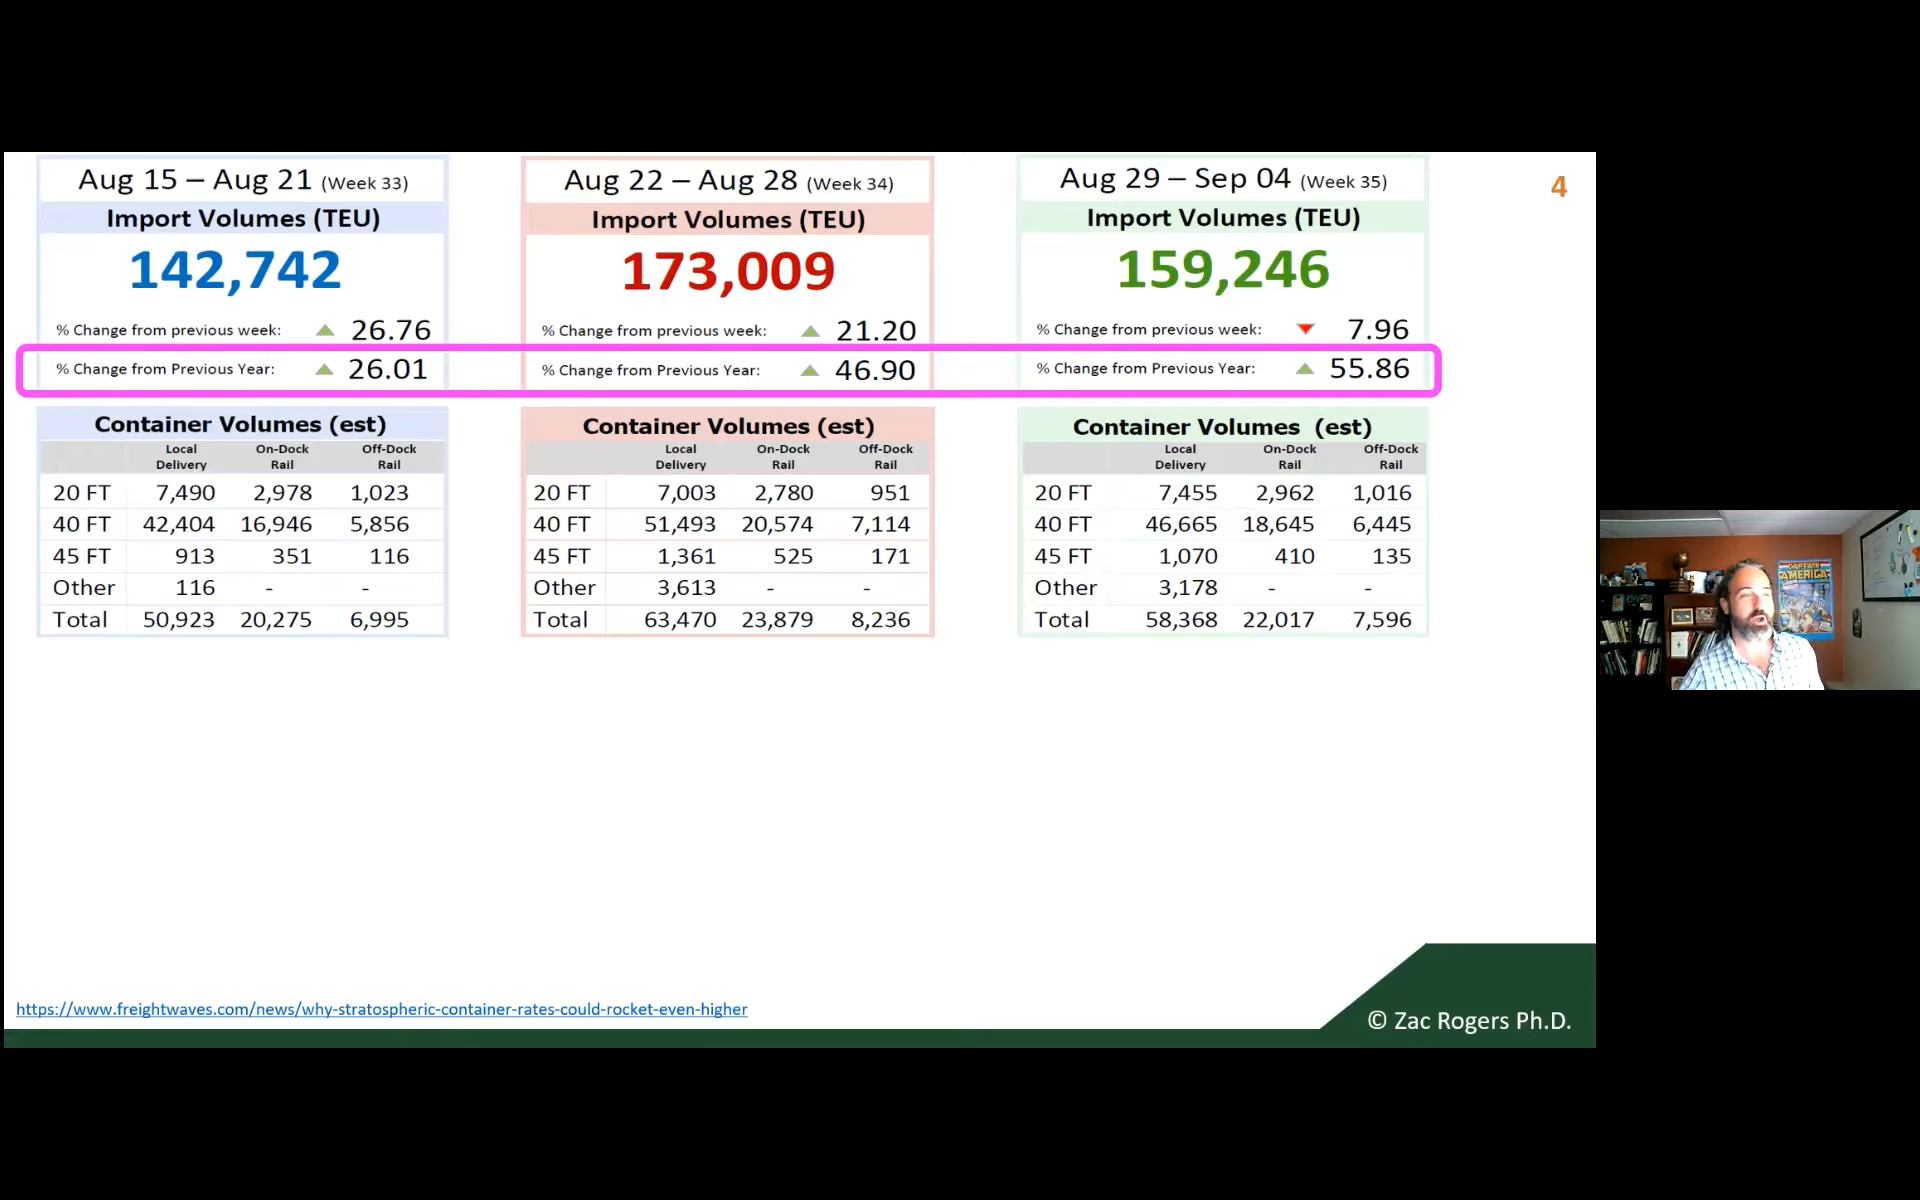 4
Aug 15 – Aug 21 (Week 33)
Import Volumes (TEU)
142,742
% Change from previous week: 26.76
% Change from Previous Year: 26.01
Container Volumes (est)
Local Delivery On-Dock Rail Off-Dock Rail
20 FT 7,490 2,978 1,023
40 FT 42,404 16,946 5,856
45 FT 913 351 116
Other 116 - -
Total 50,923 20,275 6,995
Aug 22 – Aug 28 (Week 34)
Import Volumes (TEU)
173,009
% Change from previous week: 21.20
% Change from Previous Year: 46.90
Container Volumes (est)
Local Delivery On-Dock Rail Off-Dock Rail
20 FT 7,003 2,780 951
40 FT 51,493 20,574 7,114
45 FT 1,361 525 171
Other 3,613 - -
Total 63,470 23,879 8,236
Aug 29 – Sep 04 (Week 35)
Import Volumes (TEU)
159,246
% Change from previous week: 7.96
% Change from Previous Year: 55.86
Container Volumes (est)
Local Delivery On-Dock Rail Off-Dock Rail
20 FT 7,455 2,962 1,016
40 FT 46,665 18,645 6,445
45 FT 1,070 410 135
Other 3,178 - -
Total 58,368 22,017 7,596
CAPTAIN
AMERICA
https://www.freightwaves.com/news/why-stratospheric-container-rates-could-rocket-even-higher
© Zac Rogers Ph.D.